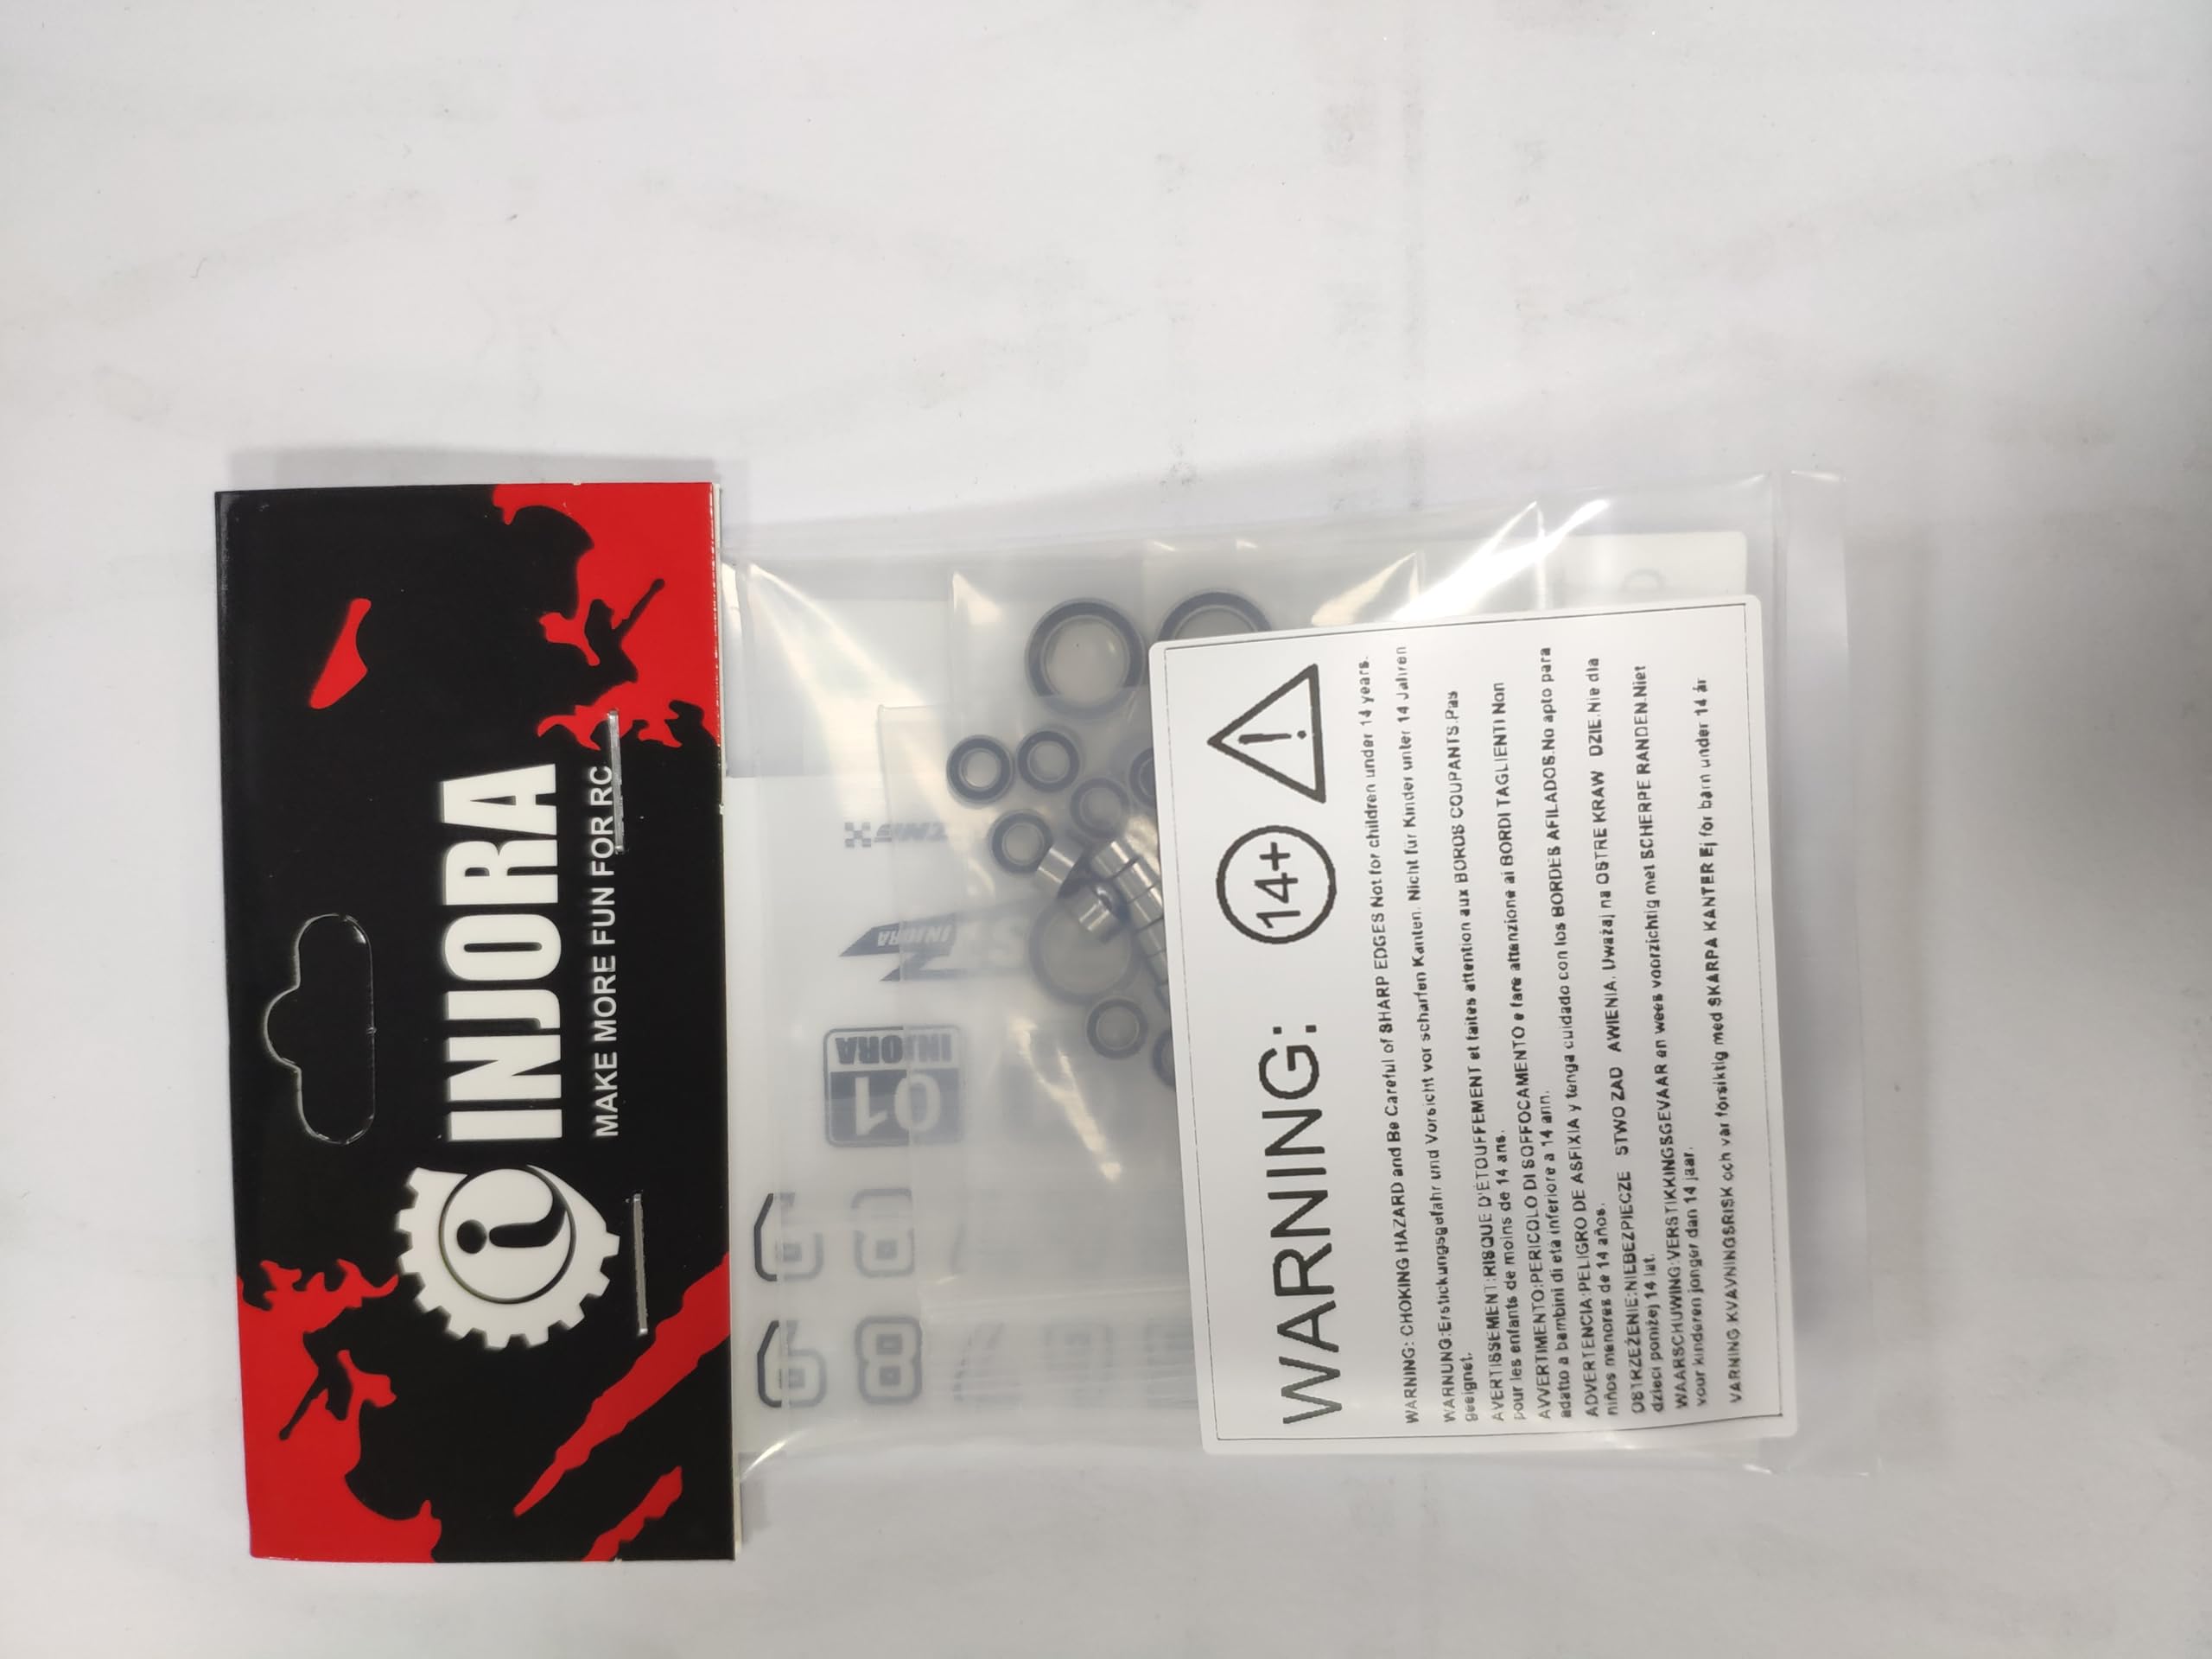 INJORA
MAKE MORE FUN FOR RC
i
INJORA
INJORA
01
8
8
WARNING:
14+
!
WARNING: CHOKING HAZARD and Be Careful of SHARP EDGES Not for children under 14 years.
WARNUNG:Erstickungsgefahr und Vorsicht vor scharfen Kanten. Nicht fur Kinder unter 14 Jahren
geeignet.
AVERTISSEMENT:RISQUE D'ÉTOUFFEMENT et faites attention aux BORDS COUPANTS.Pas
pour les enfants de moins de 14 ans.
AVVERTIMENTO:PERICOLO DI SOFFOCAMENTO e fare attenzione ai BORDI TAGLIENTI Non
adatto a bambini di età inferiore a 14 ann.
ADVERTENCIA:PELIGRO DE ASFIXIA y tenga cuidado con los BORDES AFILADOS.No apto para
niños menores de 14 años.
OSTRZEŻENIE:NIEBEZPIECZE STWO ZAD AWIENIA. Uważaj na OSTRE KRAW DZIE.Nie dla
dzieci poniżej 14 lat.
WAARSCHUWING:VERSTIKKINGSGEVAAR en wees voorzichtig met SCHERPE RANDEN.Niet
voor kinderen jonger dan 14 jaar.
VARNING KVAVNINGSRISK och var försiktig med SKARPA KANTER Ej för barn under 14 år